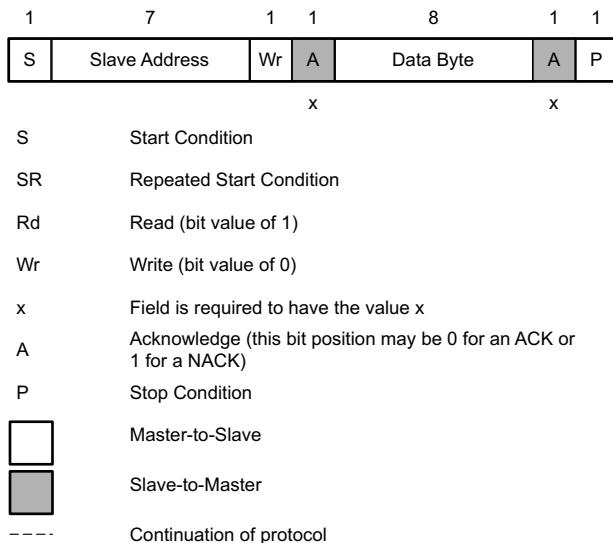 1 7 1 1 8 1 1
S Slave Address Wr A Data Byte A P
x x
S Start Condition
SR Repeated Start Condition
Rd Read (bit value of 1)
Wr Write (bit value of 0)
x Field is required to have the value x
A Acknowledge (this bit position may be 0 for an ACK or
1 for a NACK)
P Stop Condition
Master-to-Slave
Slave-to-Master
Continuation of protocol